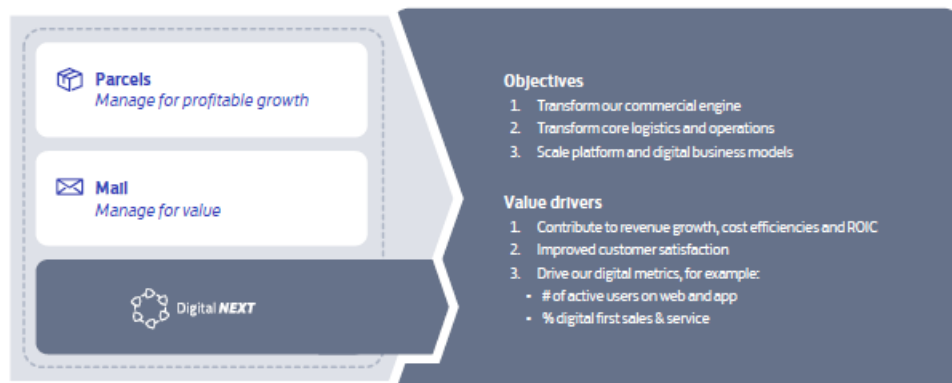 Parcels
Manage for profitable growth
Mail
Manage for value
Digital NEXT
Objectives
1. Transform our commercial engine
2. Transform core logistics and operations
3. Scale platform and digital business models
Value drivers
1. Contribute to revenue growth, cost efficiencies and ROIC
2. Improved customer satisfaction
3. Drive our digital metrics, for example:
• # of active users on web and app
• % digital first sales & service